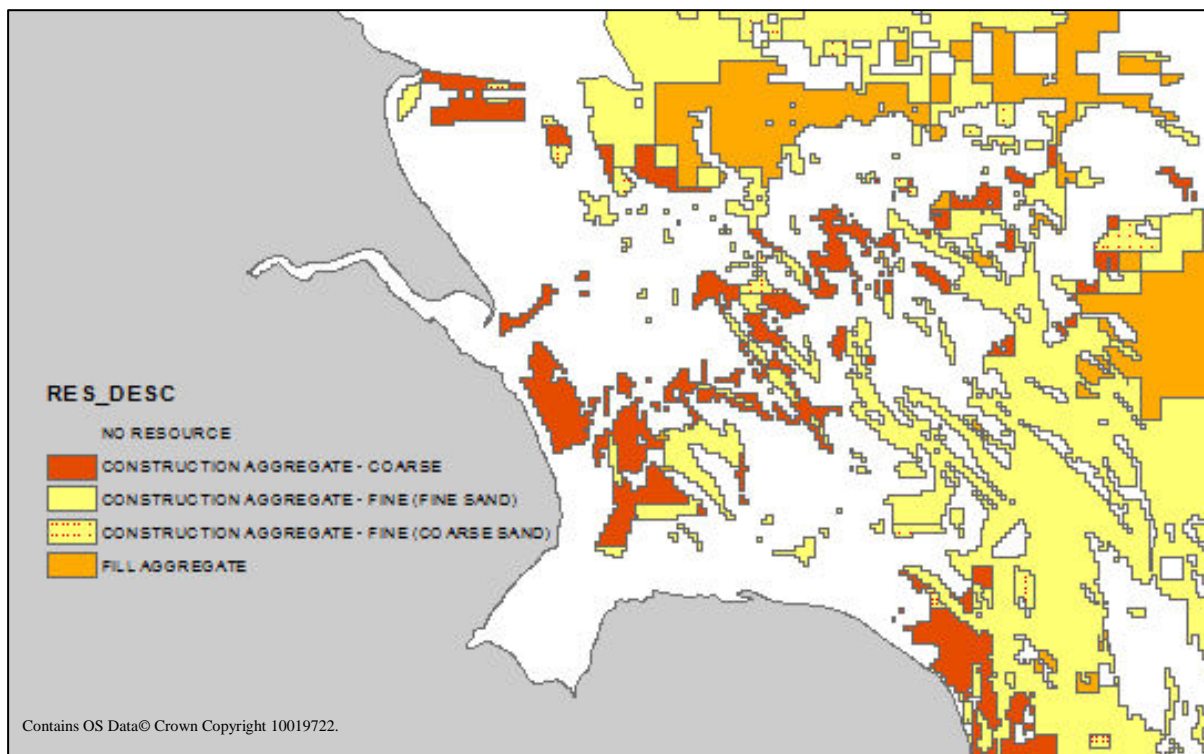 RES_DESC
NO RESOURCE
CONSTRUCTION AGGREGATE - COARSE
CONSTRUCTION AGGREGATE - FINE (FINE SAND)
CONSTRUCTION AGGREGATE - FINE (COARSE SAND)
FILL AGGREGATE
Contains OS Data© Crown Copyright 10019722.